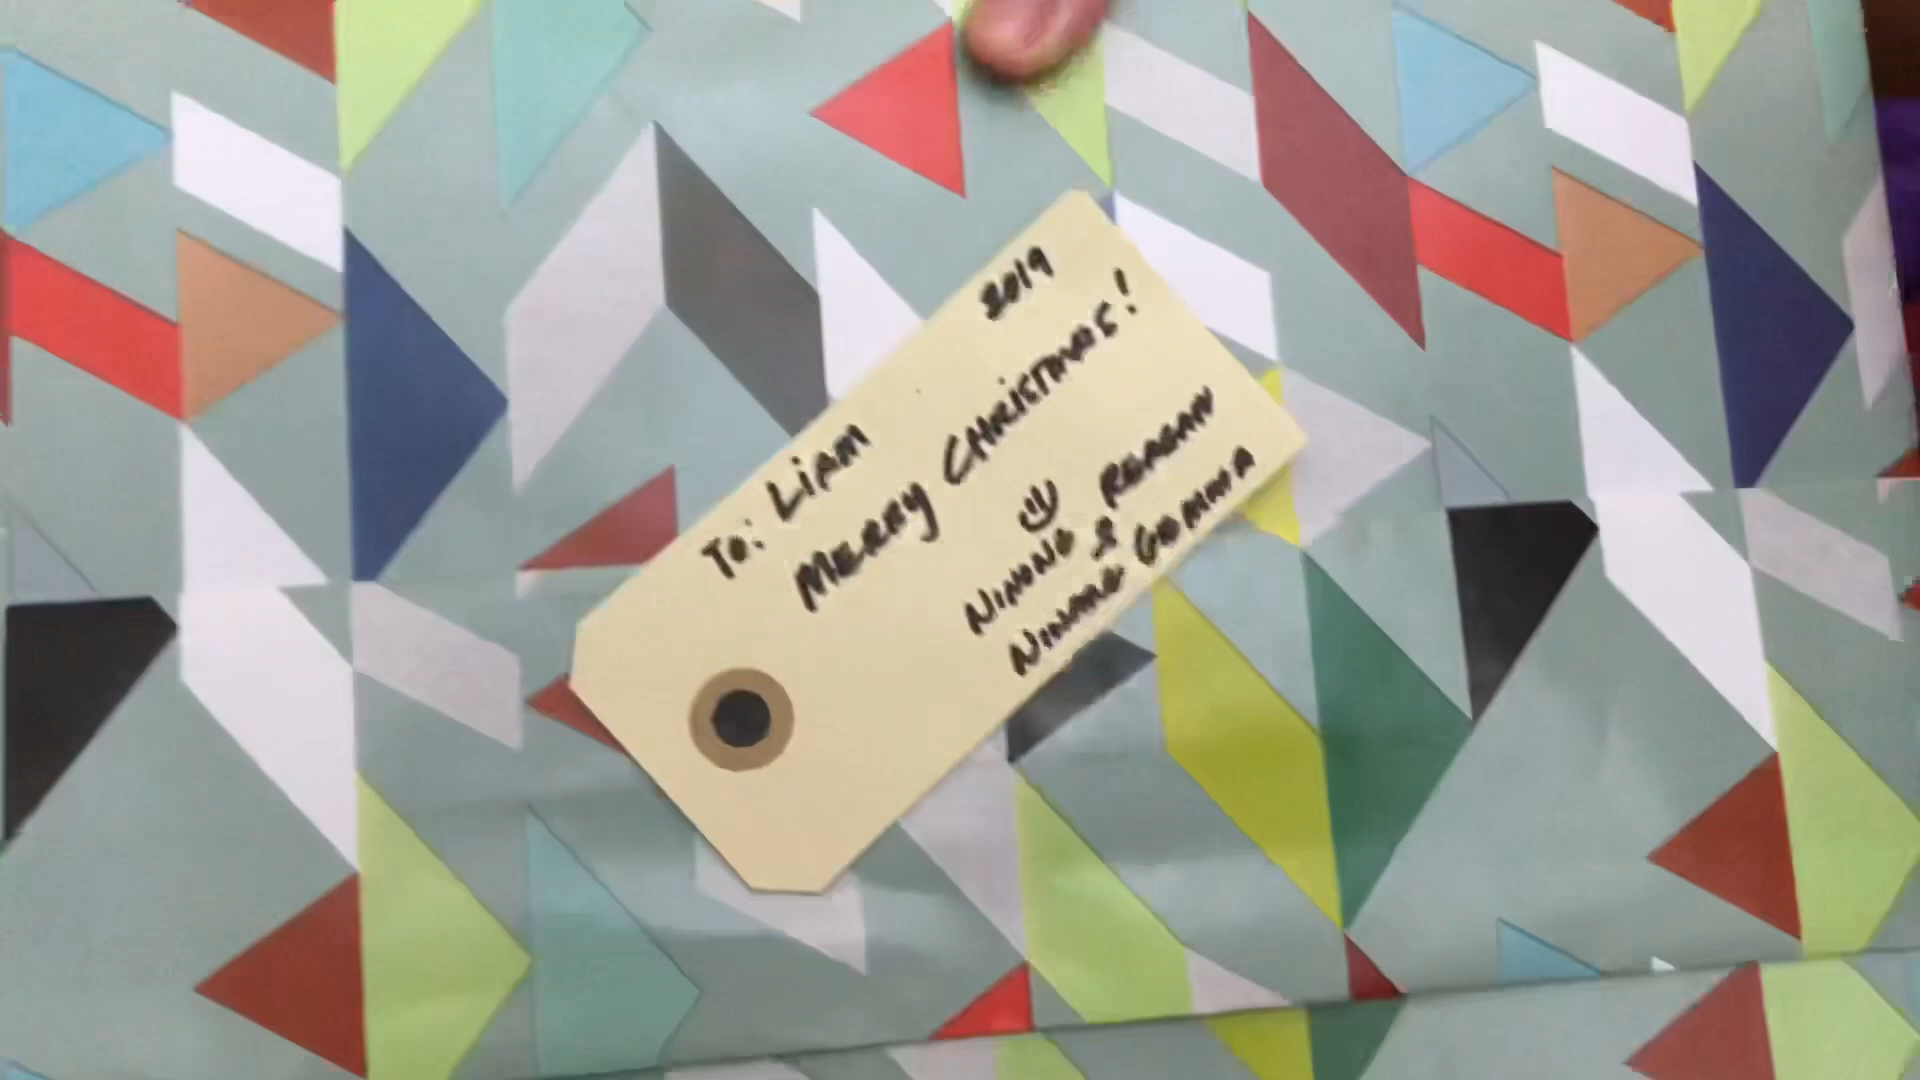 2019
To: LIAM
MERRY CHRISTMAS!
NINONG REAGAN
&
NINANG GEMMA